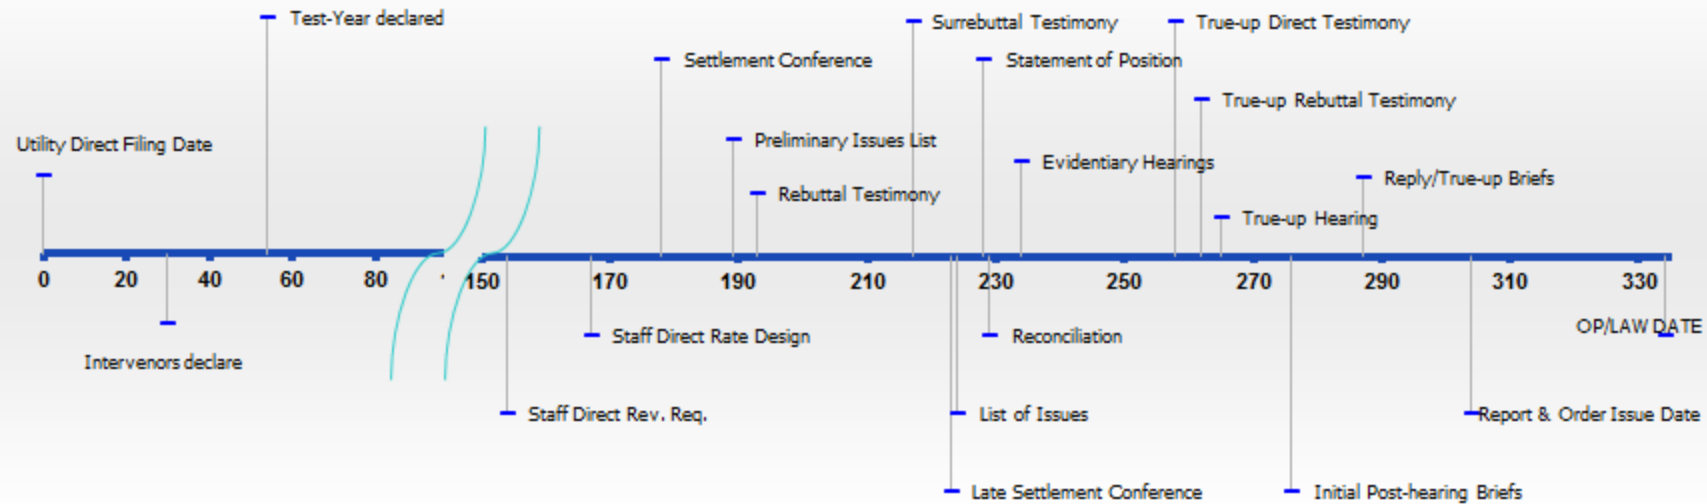 Test-Year declared
Surrebuttal Testimony
True-up Direct Testimony
Settlement Conference
Statement of Position
True-up Rebuttal Testimony
Utility Direct Filing Date
Preliminary Issues List
Evidentiary Hearings
Reply/True-up Briefs
Rebuttal Testimony
True-up Hearing
0 20 40 60 80 150 170 190 210 230 250 270 290 310 330
OP/LAW DATE
Staff Direct Rate Design
Reconciliation
Intervenors declare
Staff Direct Rev. Req.
List of Issues
Report & Order Issue Date
Late Settlement Conference
Initial Post-hearing Briefs